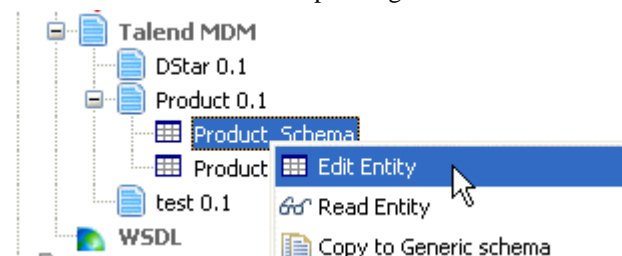 Talend MDM
DStar 0.1
Product 0.1
Product_Schema
Product
Edit Entity
test 0.1
Read Entity
WSDL
Copy to Generic schema